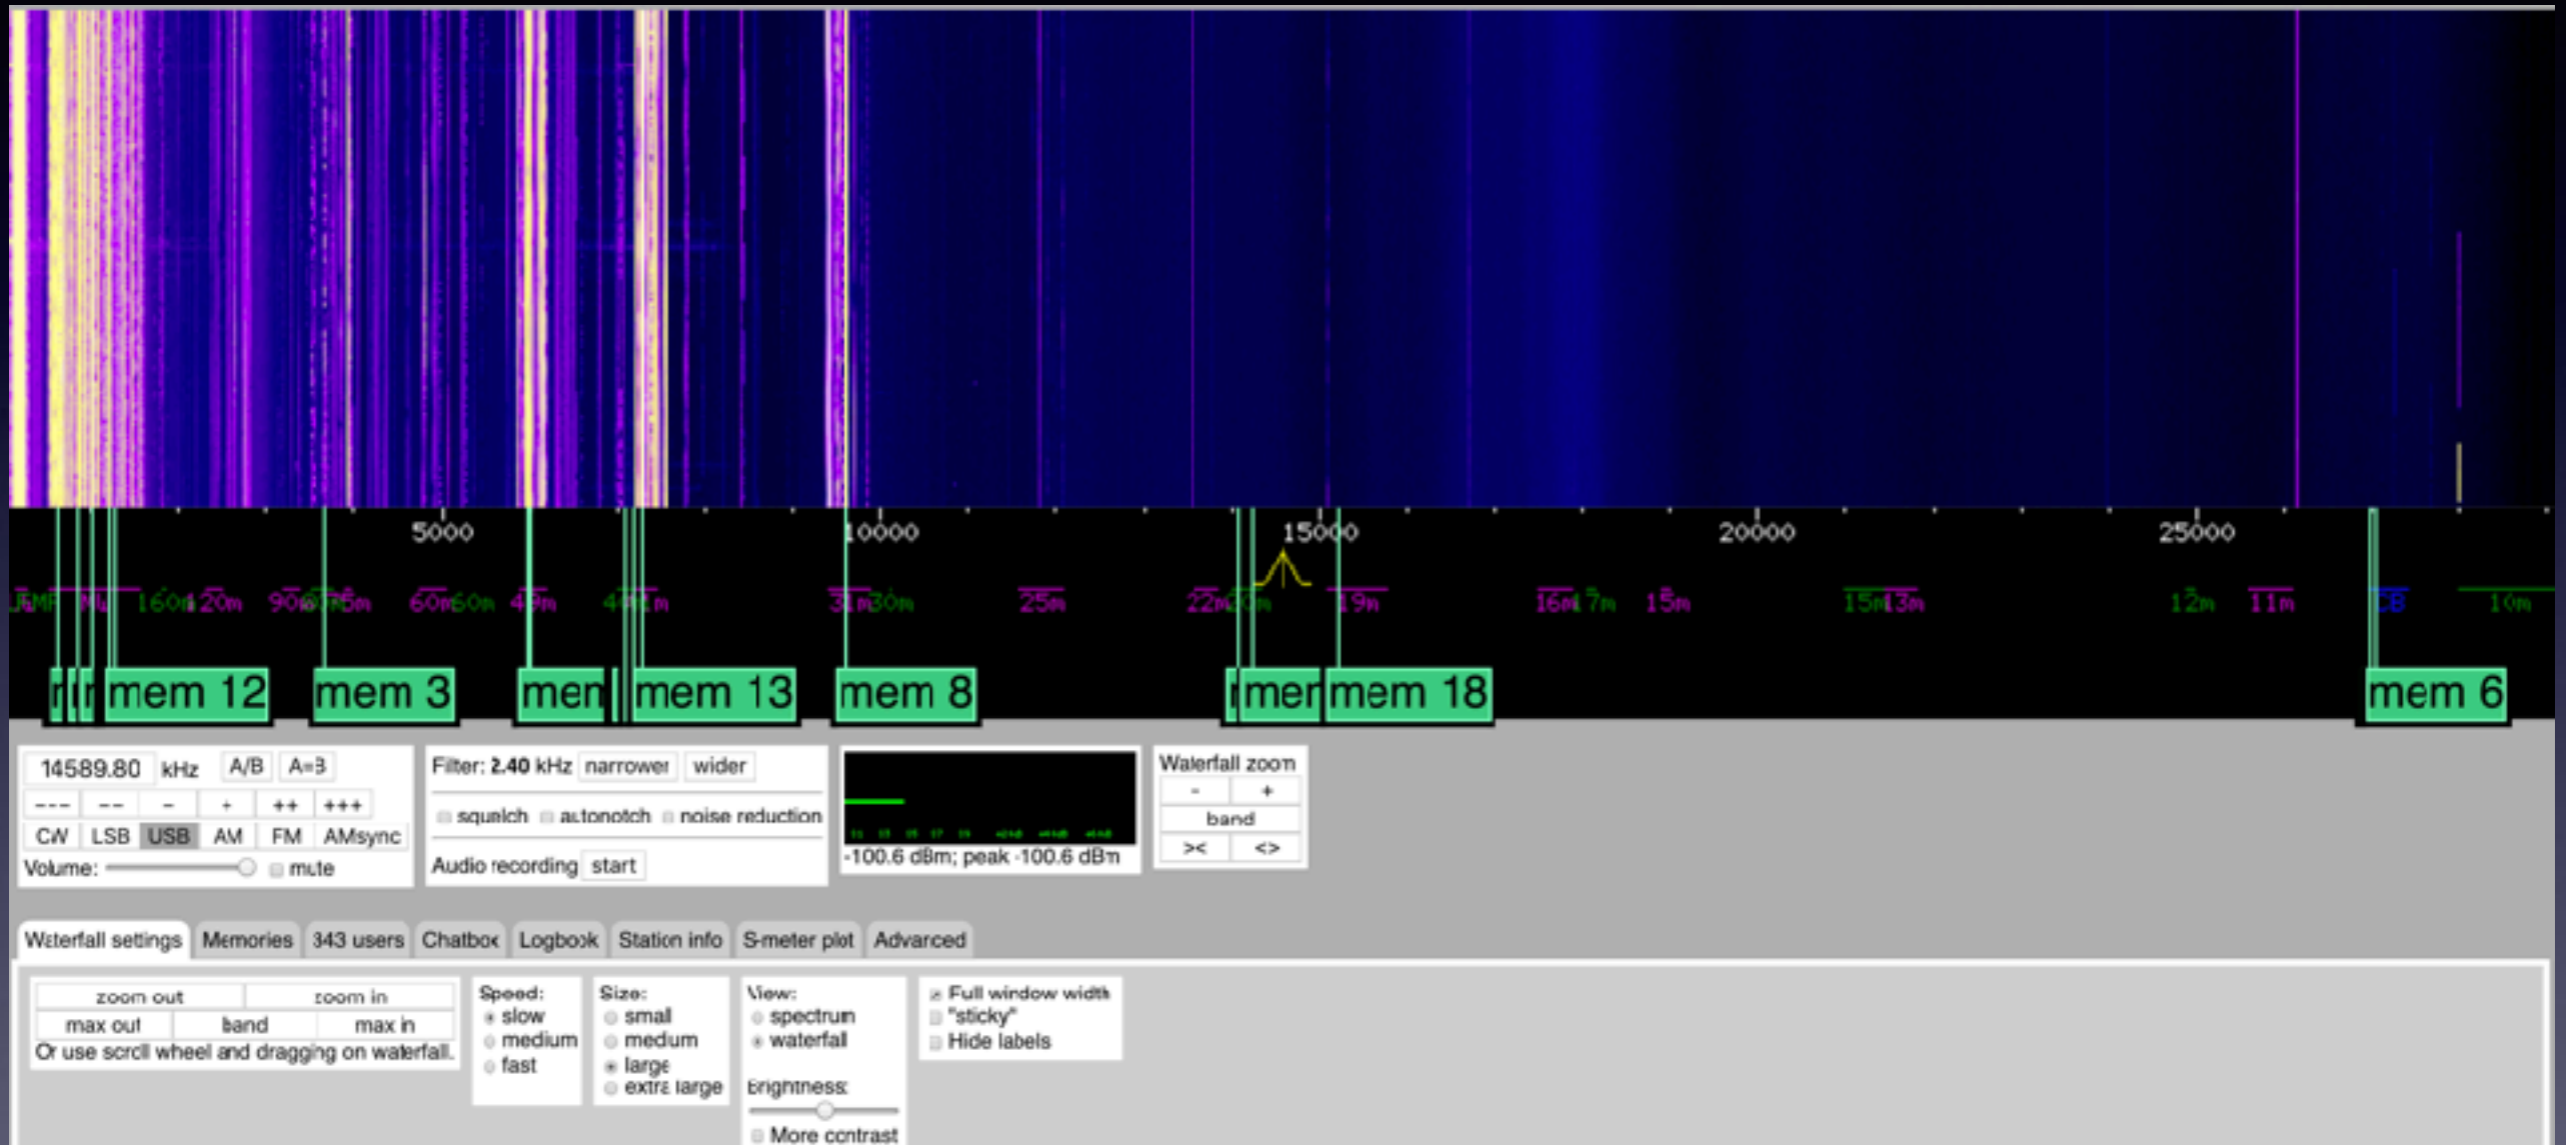 5000 10000 15000 20000 25000
160m 120m 60m 60m 49m 31m 30m 25m 22m 19m 16m 17m 15m 15m 13m 12m 11m CB 10m
mem 12 mem 3 mem 13 mem 8 mem 18 mem 6
14589.80 kHz A/B A=B
--- -- - + ++ +++
CW LSB USB AM FM AMsync
Volume: mute
Filter: 2.40 kHz narrower wider
squelch autonotch noise reduction
Audio recording start
-100.6 dBm; peak -100.6 dBm
Waterfall zoom
- +
band
>< <>
Waterfall settings Memories 343 users Chatbox Logbook Station info S-meter plot Advanced
zoom out zoom in
max out band max in
Or use scroll wheel and dragging on waterfall.
Speed:
slow
medium
fast
Size:
small
medium
large
extra large
View:
spectrum
waterfall
Brightness:
More contrast
Full window width
"sticky"
Hide labels